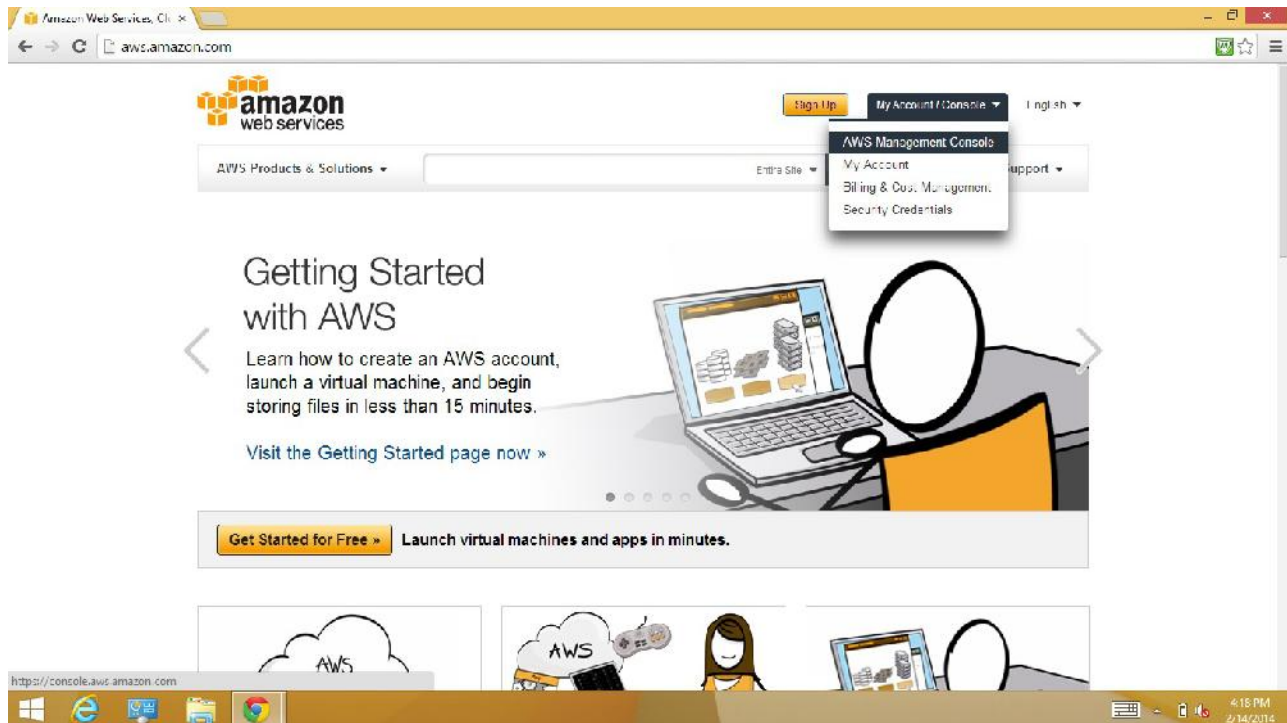 Amazon Web Services, Cl
aws.amazon.com
amazon
web services
Sign Up
My Account / Console
English
AWS Management Console
My Account
Billing & Cost Management
Security Credentials
AWS Products & Solutions
Entire Site
upport
Getting Started
with AWS
Learn how to create an AWS account,
launch a virtual machine, and begin
storing files in less than 15 minutes.
Visit the Getting Started page now »
Get Started for Free »
Launch virtual machines and apps in minutes.
AWS
AWS
https://console.aws.amazon.com
4:18 PM
2/14/2014